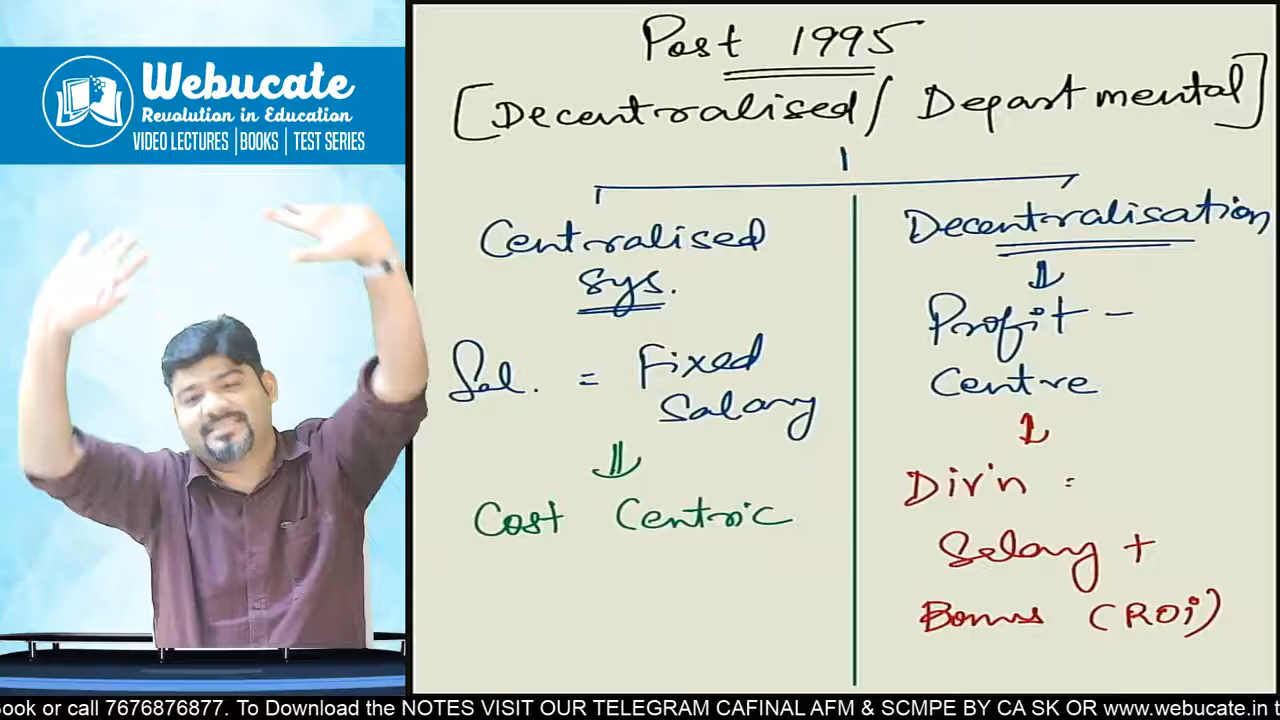 Webucate
Revolution in Education
VIDEO LECTURES | BOOKS | TEST SERIES
Post 1995
[Decentralised / Departmental]
Centralised
Sys.
Sal. = Fixed
Salary
Cost Centric
Decentralisation
Profit -
Centre
Div'n =
Salary +
Bonus (ROi)
Book or call 7676876877. To Download the NOTES VISIT OUR TELEGRAM CAFINAL AFM & SCMPE BY CA SK OR www.webucate.in t